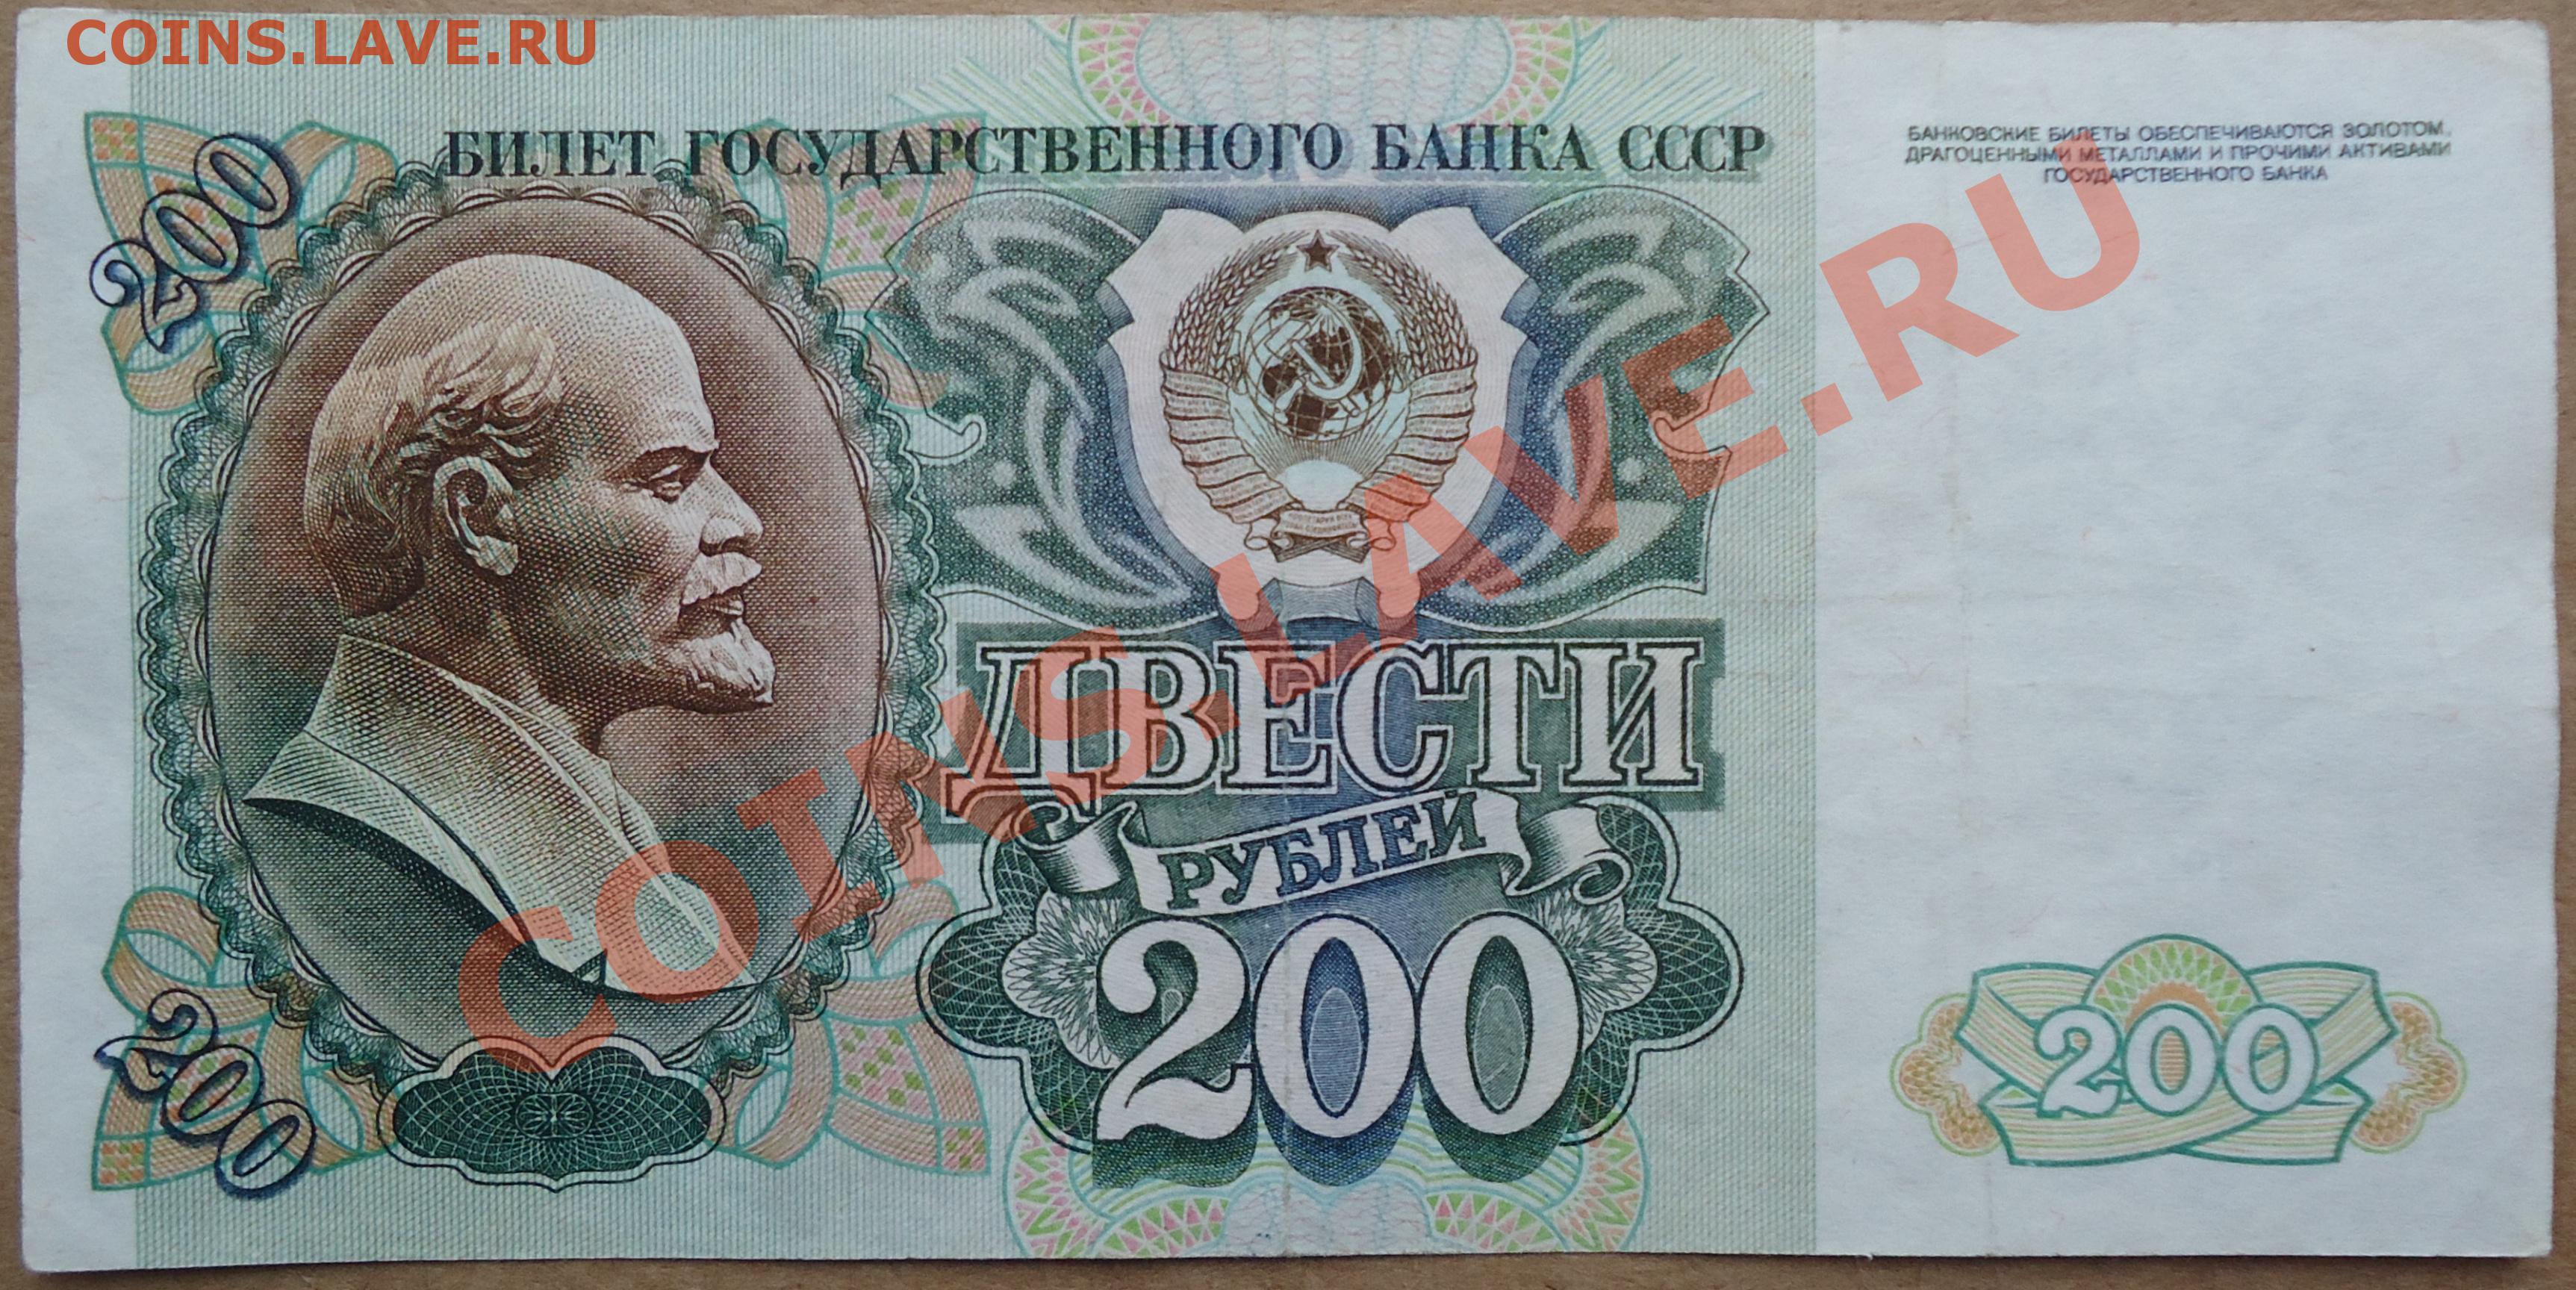 COINS.LAVE.RU
БИЛЕТ ГОСУДАРСТВЕННОГО БАНКА СССР
БАНКОВСКИЕ БИЛЕТЫ ОБЕСПЕЧИВАЮТСЯ ЗОЛОТОМ,
ДРАГОЦЕННЫМИ МЕТАЛЛАМИ И ПРОЧИМИ АКТИВАМИ
ГОСУДАРСТВЕННОГО БАНКА
200
COINS.LAVE.RU
ДВЕСТИ
РУБЛЕЙ
200
200
200